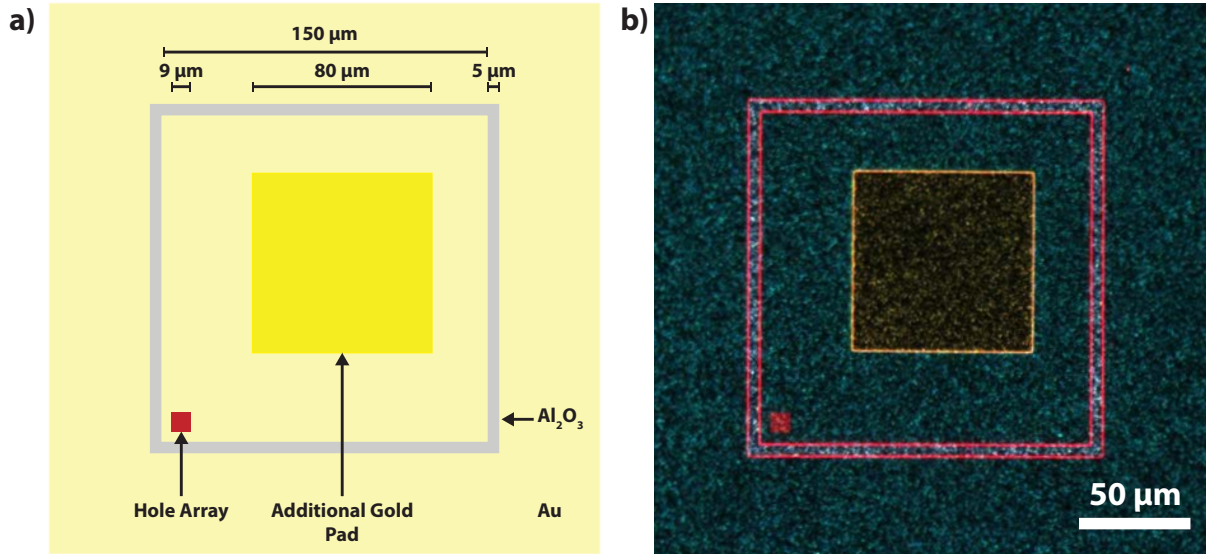 a)
150 µm
9 µm
80 µm
5 µm
Al₂O₃
Hole Array
Additional Gold
Pad
Au
b)
50 µm